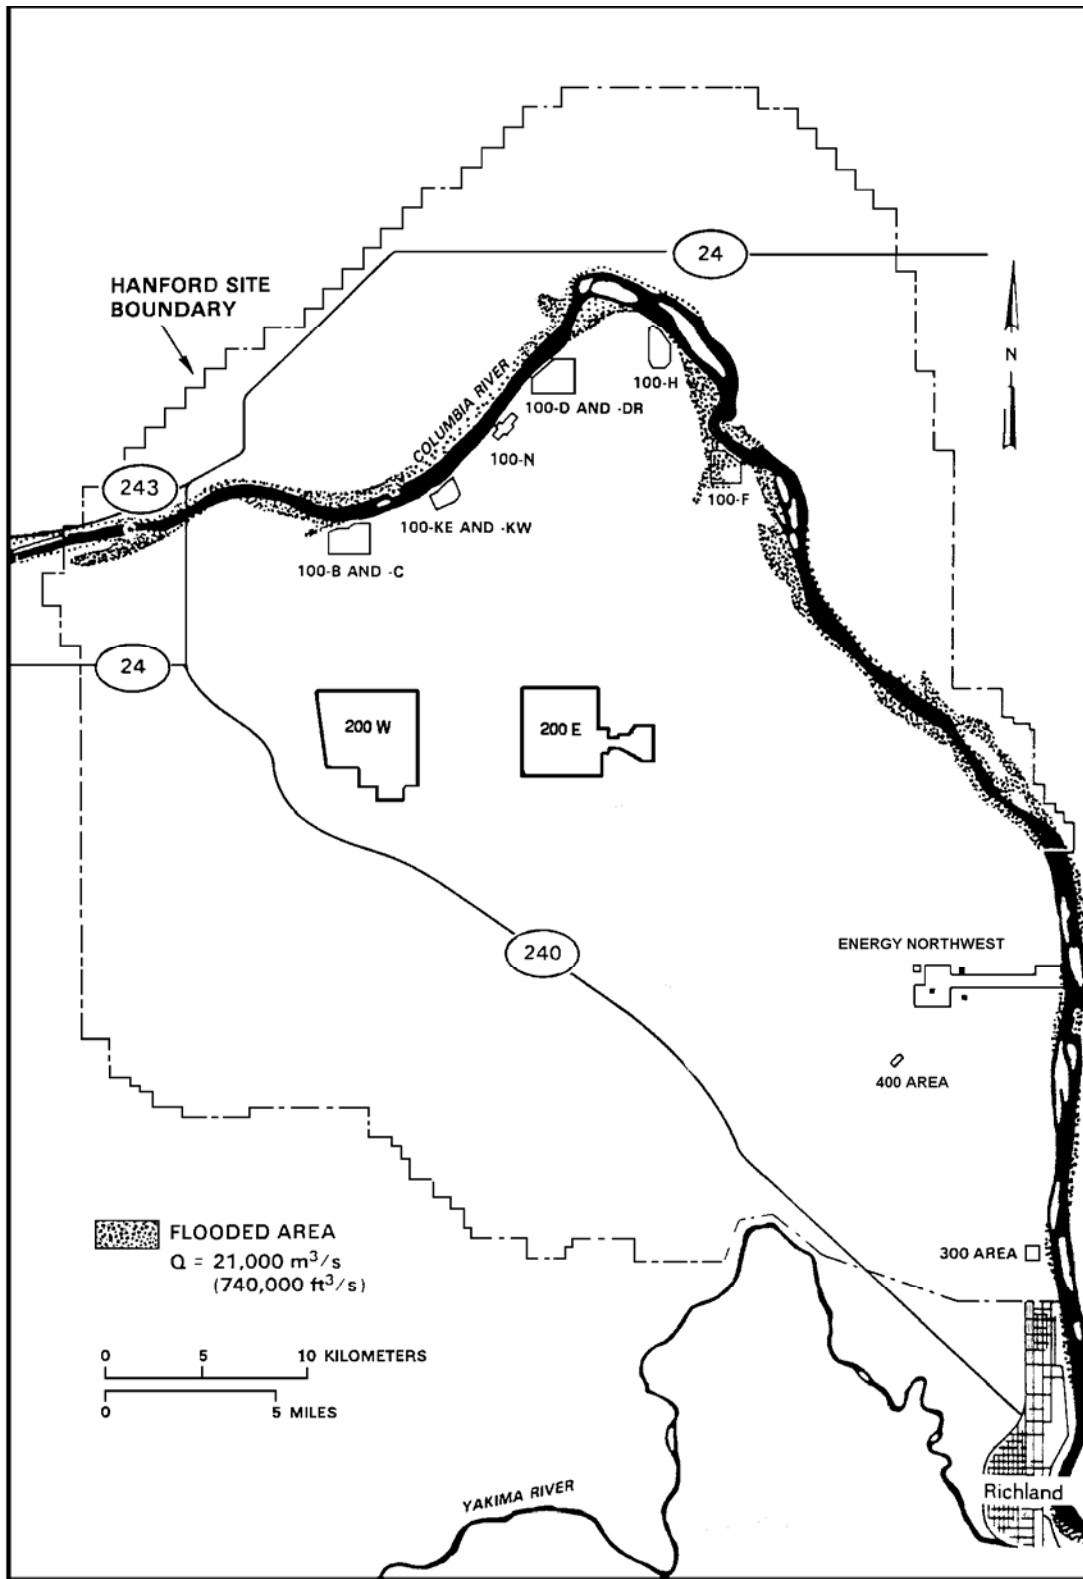 24
HANFORD SITE
BOUNDARY
N
COLUMBIA RIVER
100-H
100-D AND -DR
100-N
243
100-F
100-KE AND -KW
100-B AND -C
24
200 W
200 E
240
ENERGY NORTHWEST
400 AREA
FLOODED AREA
Q = 21,000 m³/s
(740,000 ft³/s)
300 AREA
0 5 10 KILOMETERS
0 5 MILES
YAKIMA RIVER
Richland